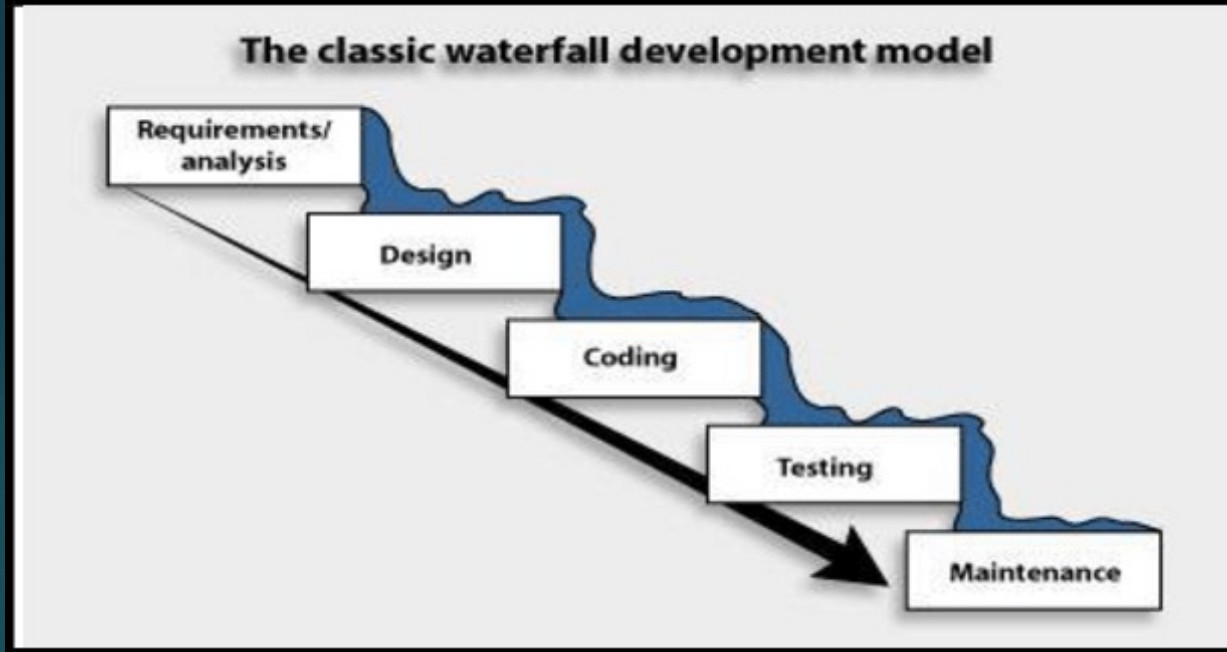 The classic waterfall development model
Requirements/
analysis
Design
Coding
Testing
Maintenance